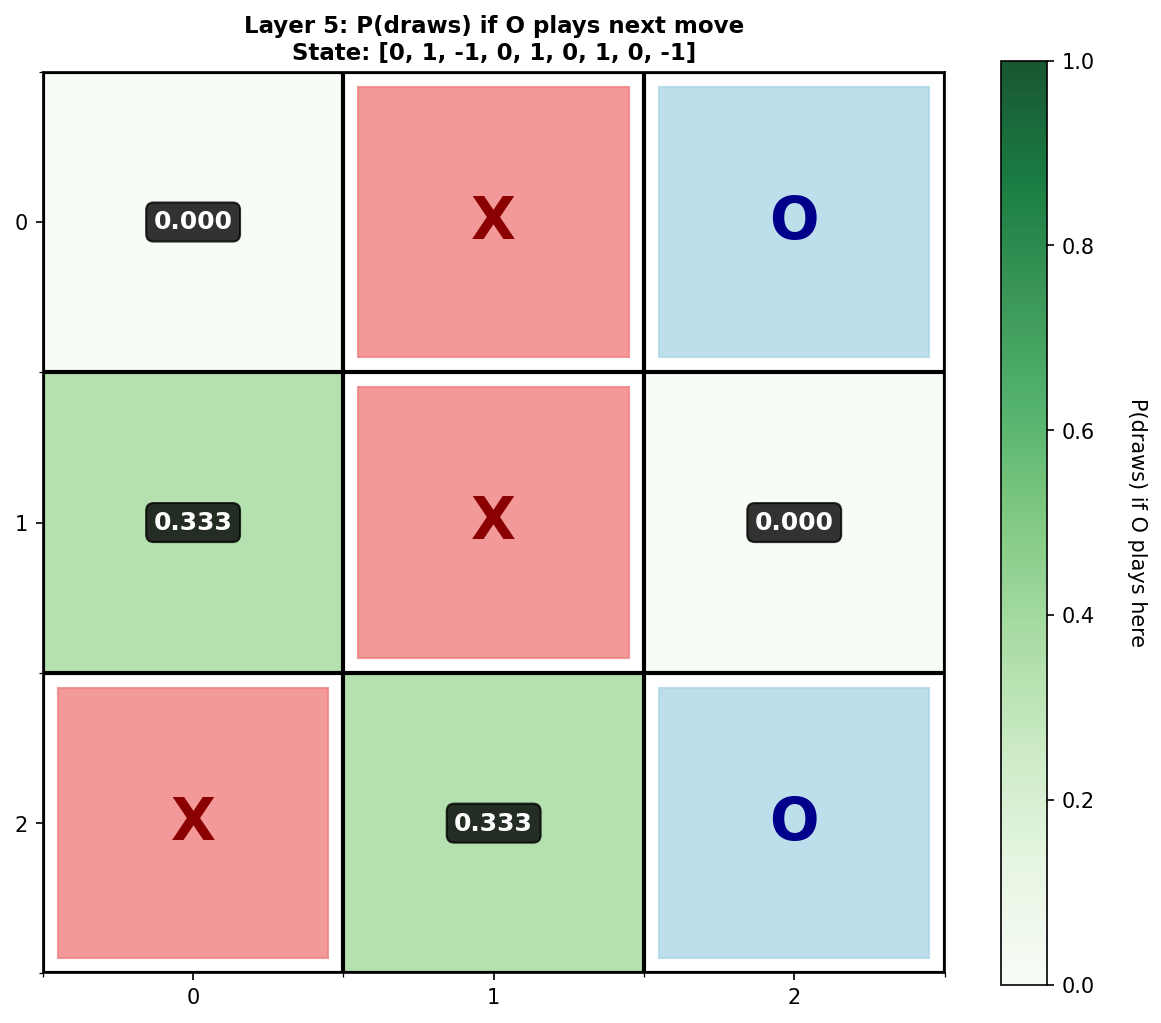 Layer 5: P(draws) if O plays next move
State: [0, 1, -1, 0, 1, 0, 1, 0, -1]
0
0.000
X
O
1
0.333
X
0.000
2
X
0.333
O
0
1
2
1.0
0.8
0.6
0.4
0.2
0.0
P(draws) if O plays here